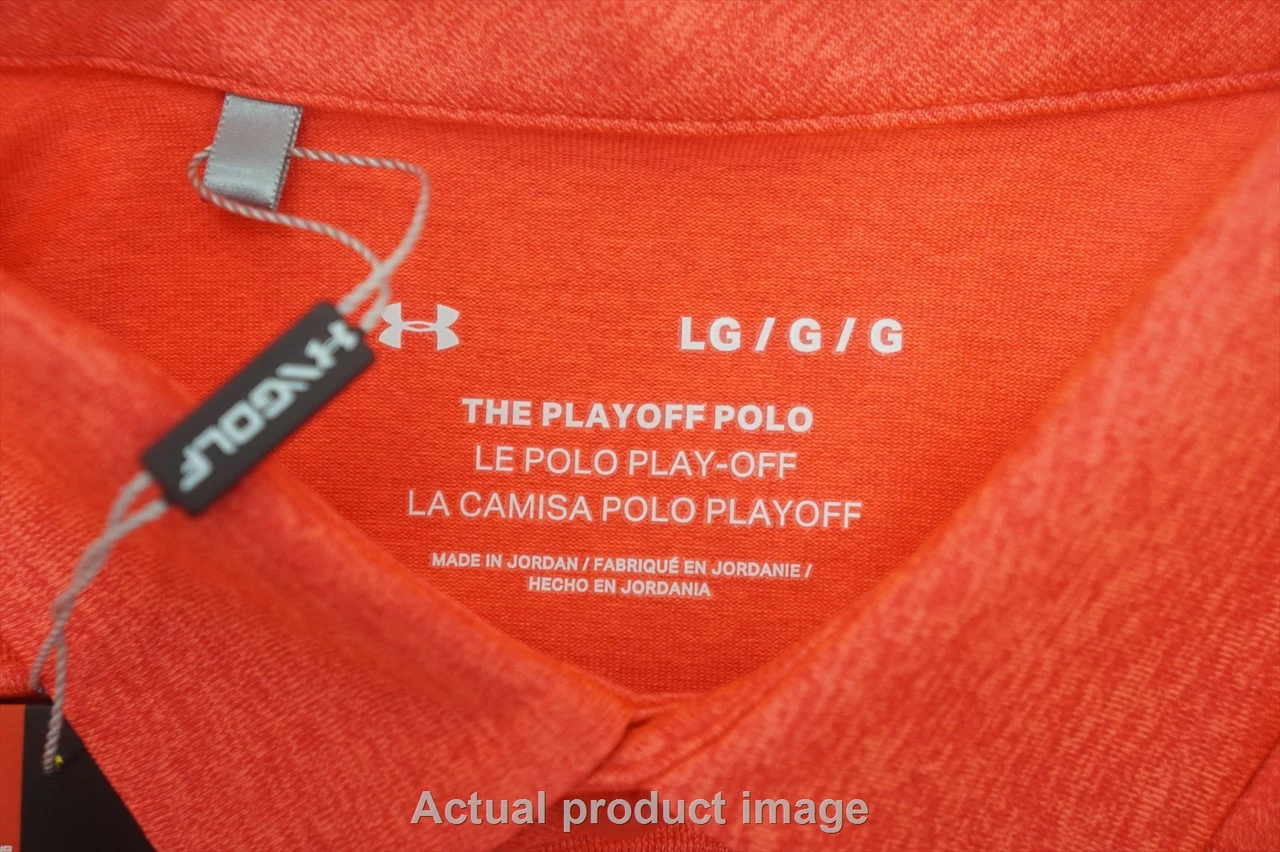 LG / G / G
THE PLAYOFF POLO
LE POLO PLAY-OFF
LA CAMISA POLO PLAYOFF
MADE IN JORDAN / FABRIQUÉ EN JORDANIE /
HECHO EN JORDANIA
GOLF
Actual product image